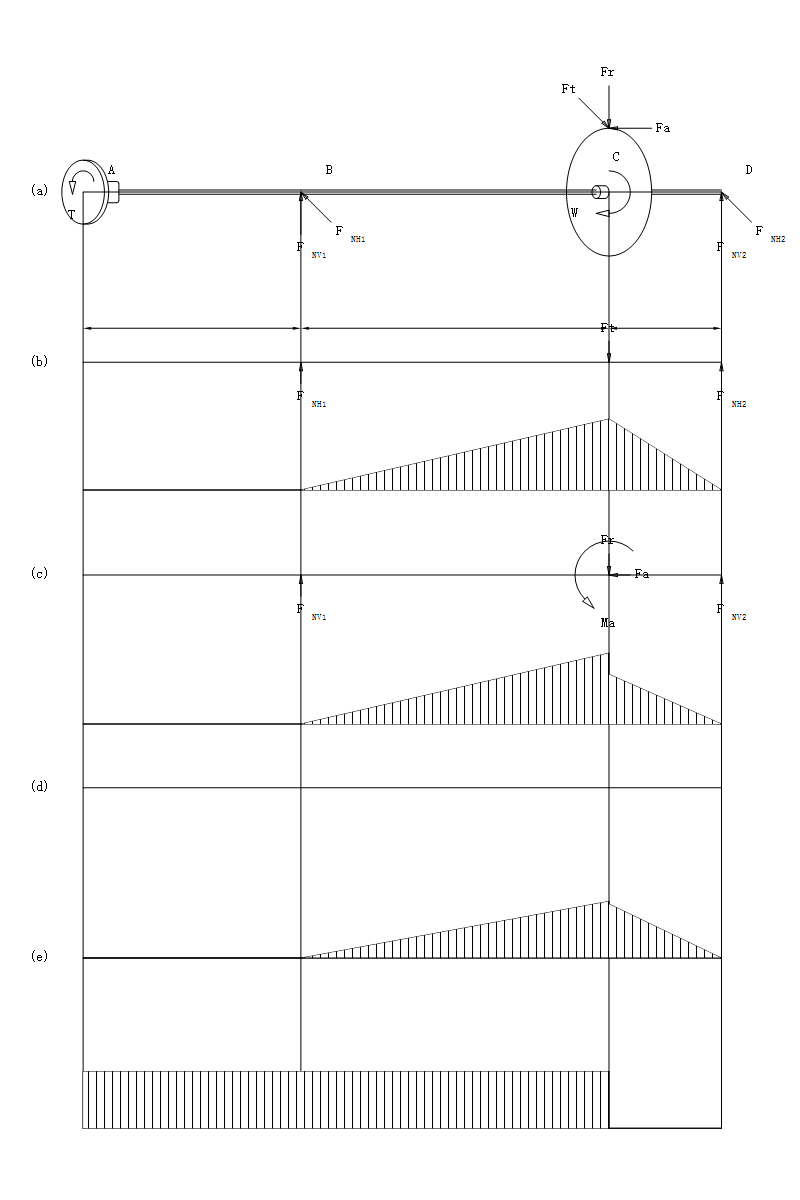 Fr
Ft
Fa
C
A
B
D
(a)
T
W
F NH1
F NV1
F NH2
F NV2
Ft
(b)
F NH1
F NH2
Fr
(c)
Fa
F NV1
Ma
F NV2
(d)
(e)